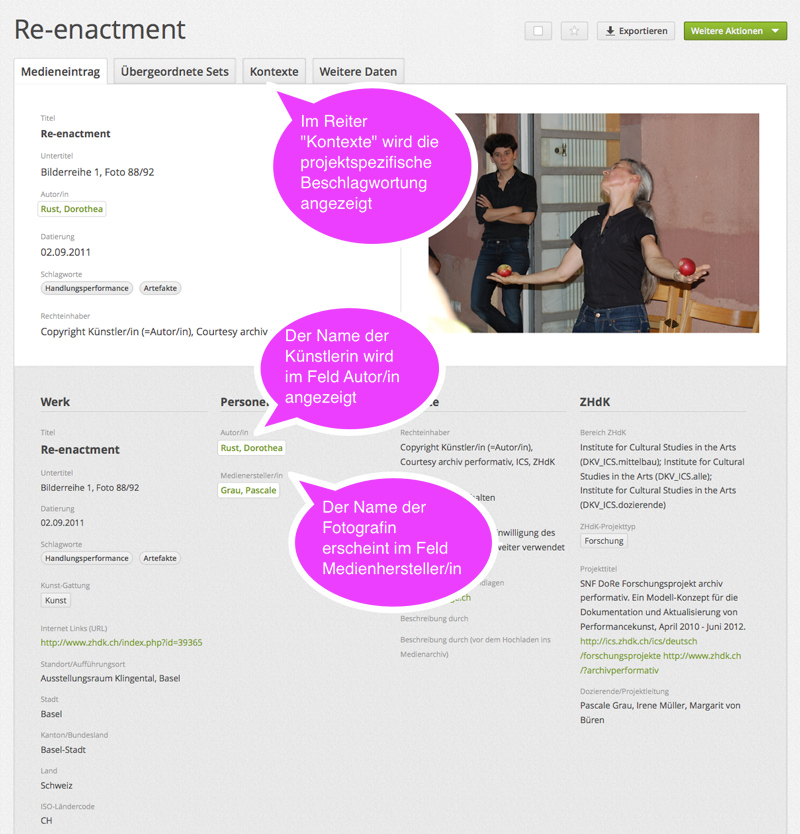 Re-enactment
Exportieren
Weitere Aktionen
Medieneintrag
Übergeordnete Sets
Kontexte
Weitere Daten
Titel
Re-enactment
Untertitel
Bilderreihe 1, Foto 88/92
Autor/in
Rust, Dorothea
Datierung
02.09.2011
Schlagworte
Handlungsperformance
Artefakte
Rechteinhaber
Copyright Künstler/in (=Autor/in), Courtesy archiv
Im Reiter
"Kontexte" wird die
projektspezifische
Beschlagwortung
angezeigt
Der Name der
Künstlerin wird
im Feld Autor/in
angezeigt
Werk
Titel
Re-enactment
Untertitel
Bilderreihe 1, Foto 88/92
Datierung
02.09.2011
Schlagworte
Handlungsperformance
Artefakte
Kunst-Gattung
Kunst
Internet Links (URL)
http://www.zhdk.ch/index.php?id=39365
Standort/Aufführungsort
Ausstellungsraum Klingental, Basel
Stadt
Basel
Kanton/Bundesland
Basel-Stadt
Land
Schweiz
ISO-Ländercode
CH
Persone
Autor/in
Rust, Dorothea
Medienersteller/in
Grau, Pascale
Der Name der
Fotografin
erscheint im Feld
Medienhersteller/in
e
Rechteinhaber
Copyright Künstler/in (=Autor/in),
Courtesy archiv performativ, ICS, ZHdK
alten
nwilligung des
weiter verwendet
dlagen
.ch
Beschreibung durch
Beschreibung durch (vor dem Hochladen ins
Medienarchiv)
ZHdK
Bereich ZHdK
Institute for Cultural Studies in the Arts
(DKV_ICS.mittelbau); Institute for Cultural
Studies in the Arts (DKV_ICS.alle);
Institute for Cultural Studies in the Arts
(DKV_ICS.dozierende)
ZHdK-Projekttyp
Forschung
Projekttitel
SNF DoRe Forschungsprojekt archiv
performativ. Ein Modell-Konzept für die
Dokumentation und Aktualisierung von
Performancekunst, April 2010 - Juni 2012.
http://ics.zhdk.ch/ics/deutsch
/forschungsprojekte http://www.zhdk.ch
/?archivperformativ
Dozierende/Projektleitung
Pascale Grau, Irene Müller, Margarit von
Büren